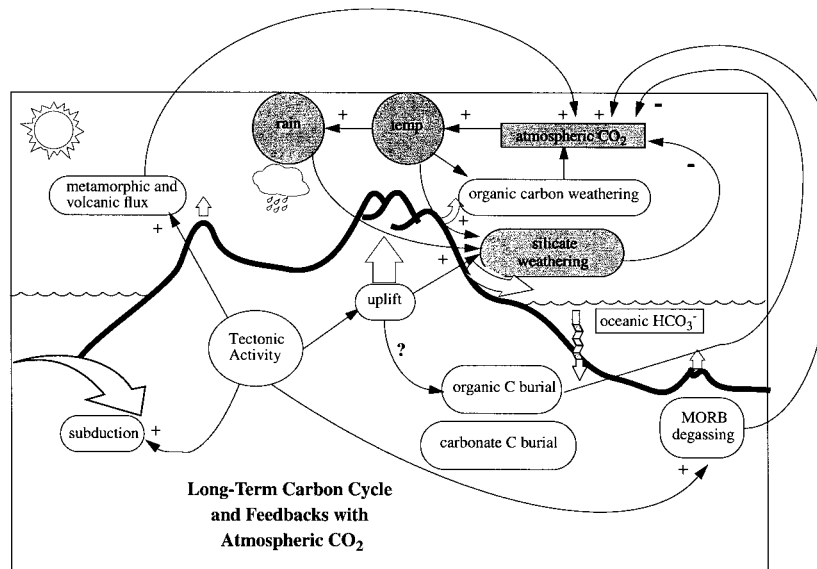 rain
+
temp
+
+
+
-
atmospheric CO2
-
metamorphic and
volcanic flux
+
organic carbon weathering
+
silicate
weathering
+
uplift
oceanic HCO3-
Tectonic
Activity
?
organic C burial
subduction
+
carbonate C burial
MORB
degassing
+
Long-Term Carbon Cycle
and Feedbacks with
Atmospheric CO2